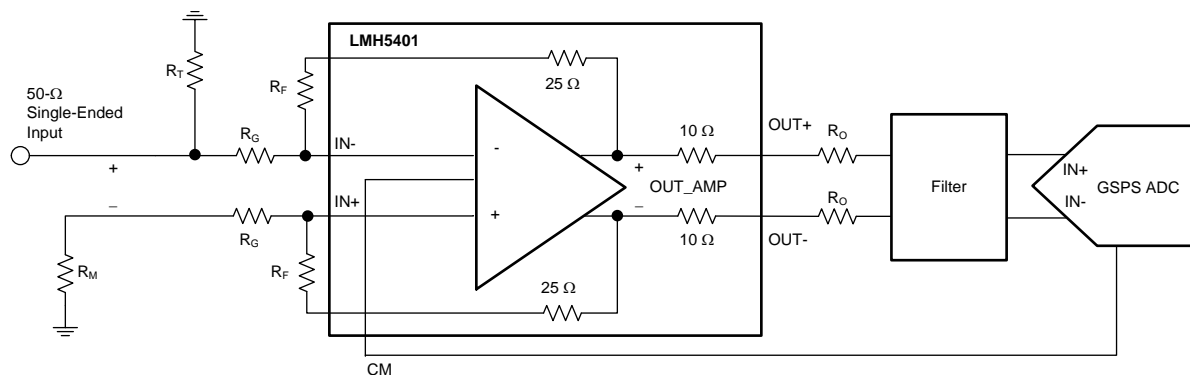 LMH5401
R_T
R_F
25 Ω
50-Ω
Single-Ended
Input
10 Ω
OUT+
R_O
R_G
IN-
-
+
+
OUT_AMP
Filter
IN+
IN-
GSPS ADC
–
IN+
+
–
R_O
R_G
10 Ω
OUT-
R_M
R_F
25 Ω
CM